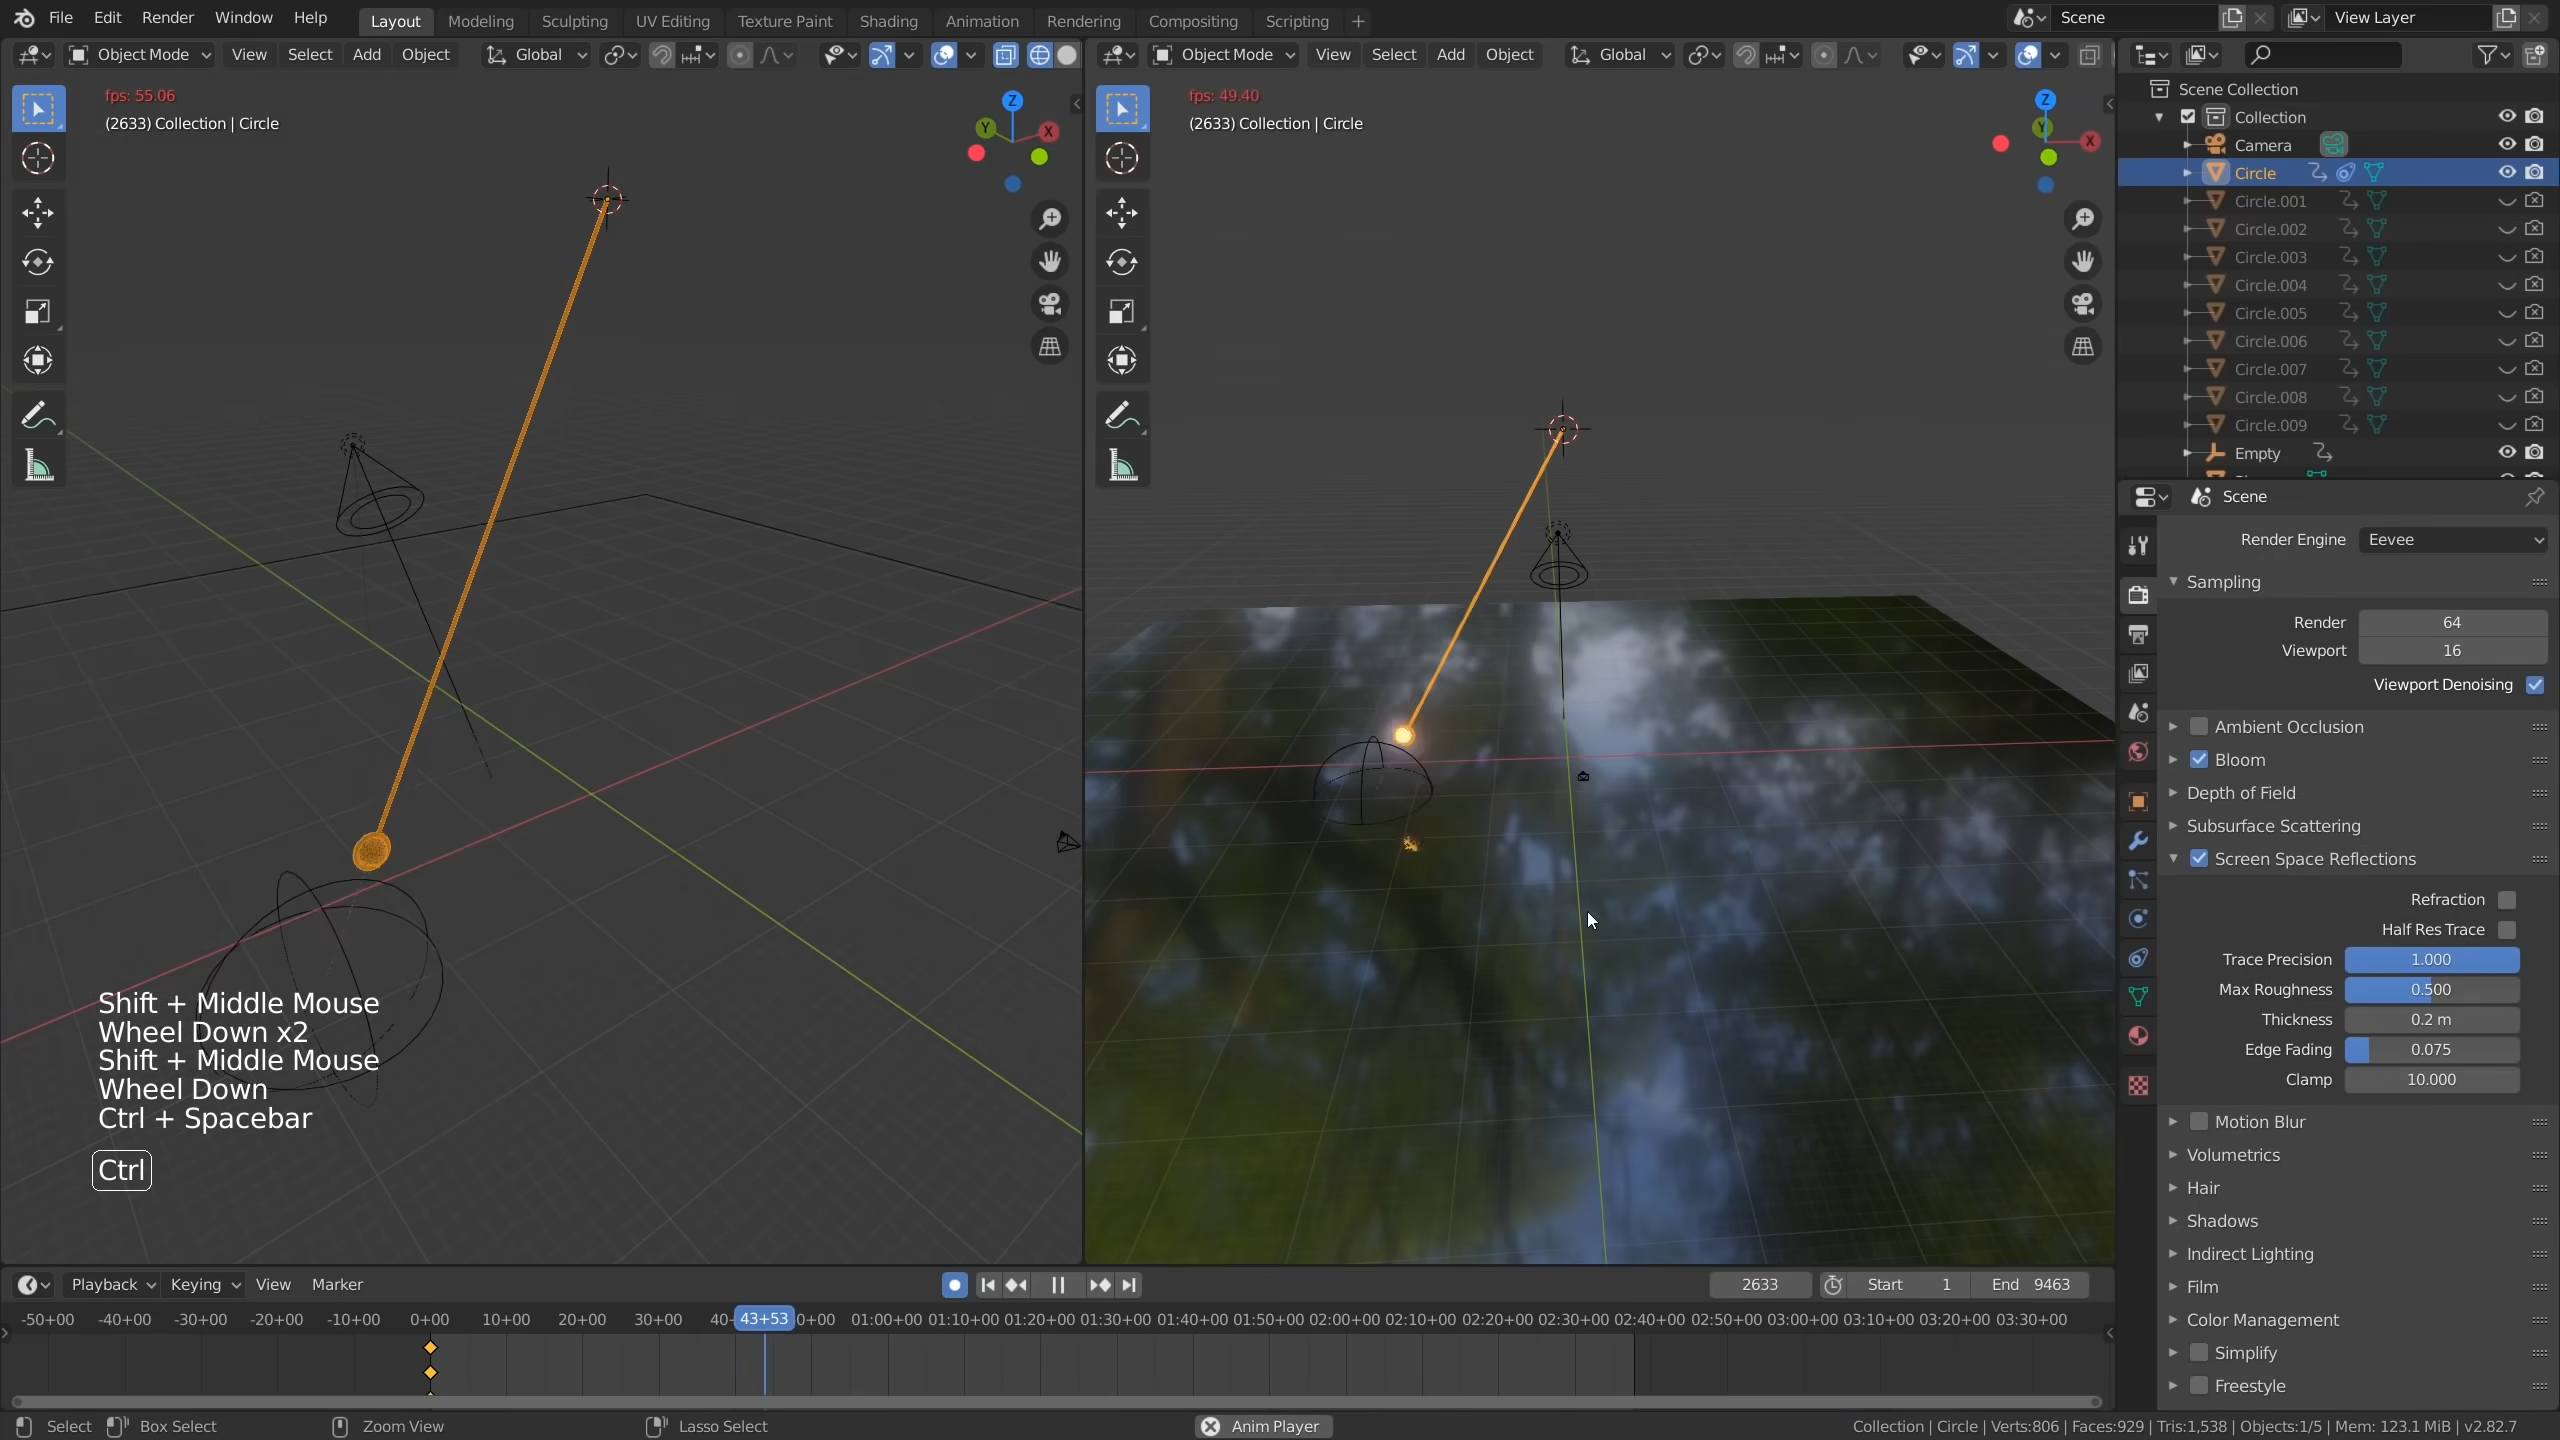 File Edit Render Window Help Layout Modeling Sculpting UV Editing Texture Paint Shading Animation Rendering Compositing Scripting + Scene View Layer
Object Mode View Select Add Object Global Object Mode View Select Add Object Global
fps: 55.06
(2633) Collection | Circle
Z
Y
X
fps: 49.40
(2633) Collection | Circle
Z
Y
X
Shift + Middle Mouse
Wheel Down x2
Shift + Middle Mouse
Wheel Down
Ctrl + Spacebar
Ctrl
Scene Collection
Collection
Camera
Circle
Circle.001
Circle.002
Circle.003
Circle.004
Circle.005
Circle.006
Circle.007
Circle.008
Circle.009
Empty
Scene
Render Engine Eevee
Sampling
Render 64
Viewport 16
Viewport Denoising
Ambient Occlusion
Bloom
Depth of Field
Subsurface Scattering
Screen Space Reflections
Refraction
Half Res Trace
Trace Precision 1.000
Max Roughness 0.500
Thickness 0.2 m
Edge Fading 0.075
Clamp 10.000
Motion Blur
Volumetrics
Hair
Shadows
Indirect Lighting
Film
Color Management
Simplify
Freestyle
Playback Keying View Marker 2633 Start 1 End 9463
-50+00 -40+00 -30+00 -20+00 -10+00 0+00 10+00 20+00 30+00 40- 43+53 0+00 01:00+00 01:10+00 01:20+00 01:30+00 01:40+00 01:50+00 02:00+00 02:10+00 02:20+00 02:30+00 02:40+00 02:50+00 03:00+00 03:10+00 03:20+00 03:30+00
Select Box Select Zoom View Lasso Select Anim Player Collection | Circle | Verts:806 | Faces:929 | Tris:1,538 | Objects:1/5 | Mem: 123.1 MiB | v2.82.7